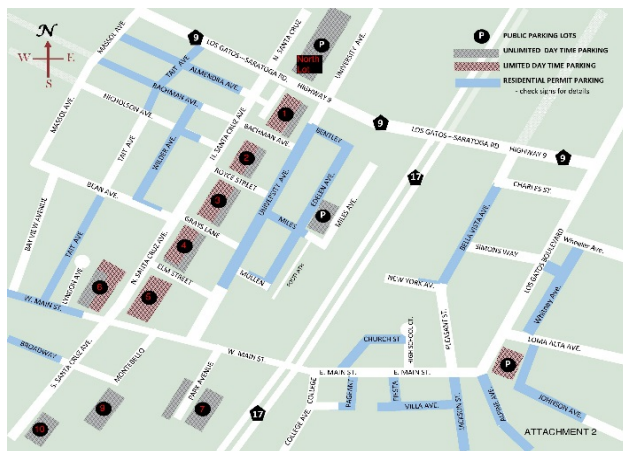 N
W E
S
P PUBLIC PARKING LOTS
UNLIMITED DAY TIME PARKING
LIMITED DAY TIME PARKING
RESIDENTIAL PERMIT PARKING
- check signs for details
MASSOL AVE
9
LOS GATOS–SARATOGA RD.
HIGHWAY 9
N. SANTA CRUZ
P
North Lot
UNIVERSITY AVE
TAIT AVE
ALMENDRA AVE
BACHMAN AVE
NICHOLSON AVE
MASSOL AVE
TAIT AVE
WILDER AVE
N. SANTA CRUZ AVE
1
BACHMAN AVE
BENTLEY
9
LOS GATOS – SARATOGA RD
HIGHWAY 9
9
2
ROYCE STREET
UNIVERSITY AVE
EDELEN AVE
17
CHARLES ST.
BEAN AVE.
3
MILES
P
MILES AVE.
BELLA VISTA AVE
BAY VIEW AVENUE
TAIT AVE
GRAYS LANE
4
SIMONS WAY
LOS GATOS BOULEVARD
Wheeler Ave.
ELM STREET
MULLEN
FOOTPATH
NEW YORK AV.
LYNDON AVE
6
5
N. SANTA CRUZ AVE.
Whitney Ave.
W. MAIN ST.
PLEASANT ST.
LOMA ALTA AVE.
BROADWAY
S. SANTA CRUZ AVE.
W. MAIN ST
CHURCH ST
HIGH SCHOOL CT.
P
MONTEBELLO
PARK AVENUE
COLLEGE
E. MAIN ST.
E. MAIN ST.
PAGEANT
FIESTA
VILLA AVE.
JACKSON ST
ALPINE AVE
JOHNSON AVE.
10
9
7
17
COLLEGE AVE.
ATTACHMENT 2